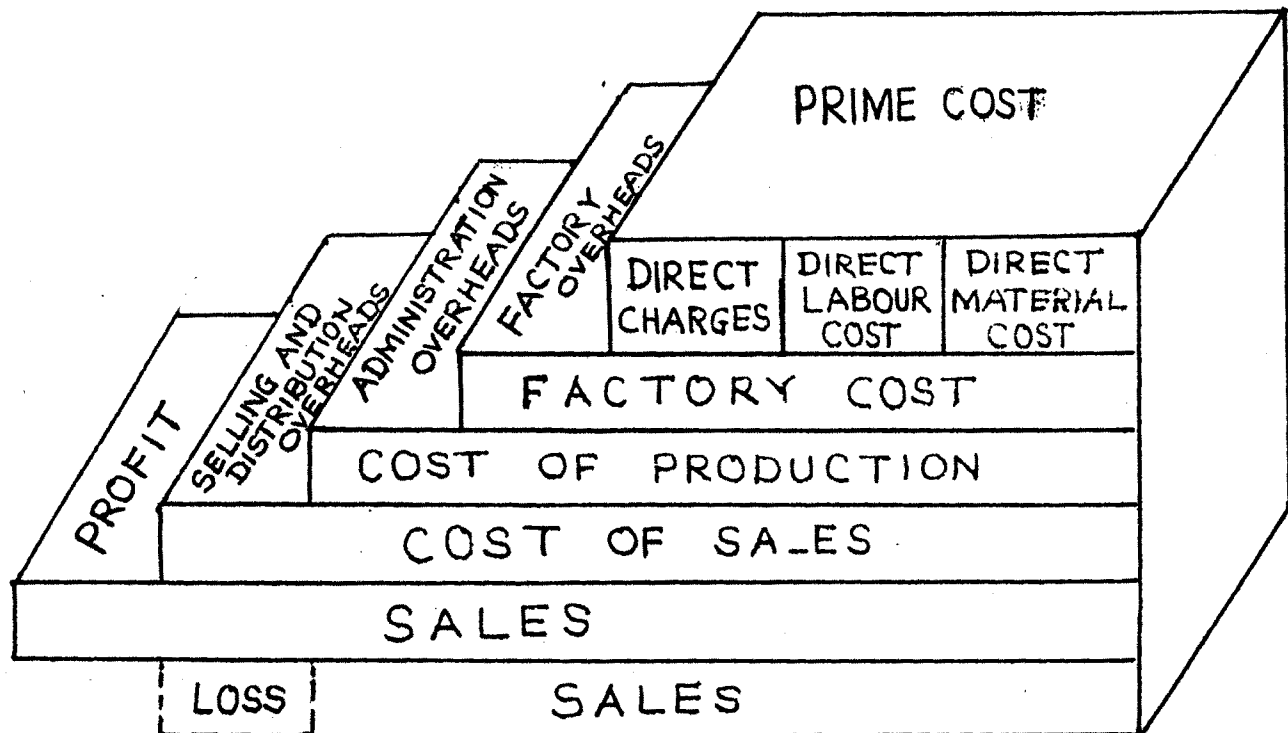 PRIME COST
FACTORY
OVERHEADS
DIRECT
CHARGES
DIRECT
LABOUR
COST
DIRECT
MATERIAL
COST
ADMINISTRATION
OVERHEADS
FACTORY COST
SELLING AND
DISTRIBUTION
OVERHEADS
COST OF PRODUCTION
PROFIT
COST OF SALES
SALES
LOSS
SALES